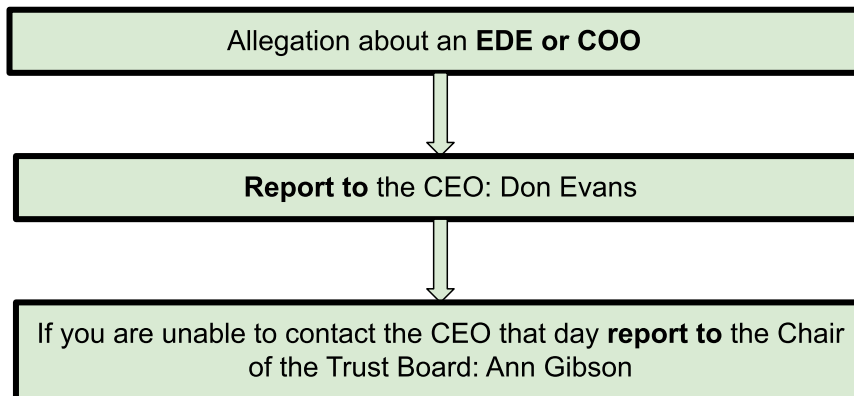 Allegation about an EDE or COO
Report to the CEO: Don Evans
If you are unable to contact the CEO that day report to the Chair
of the Trust Board: Ann Gibson